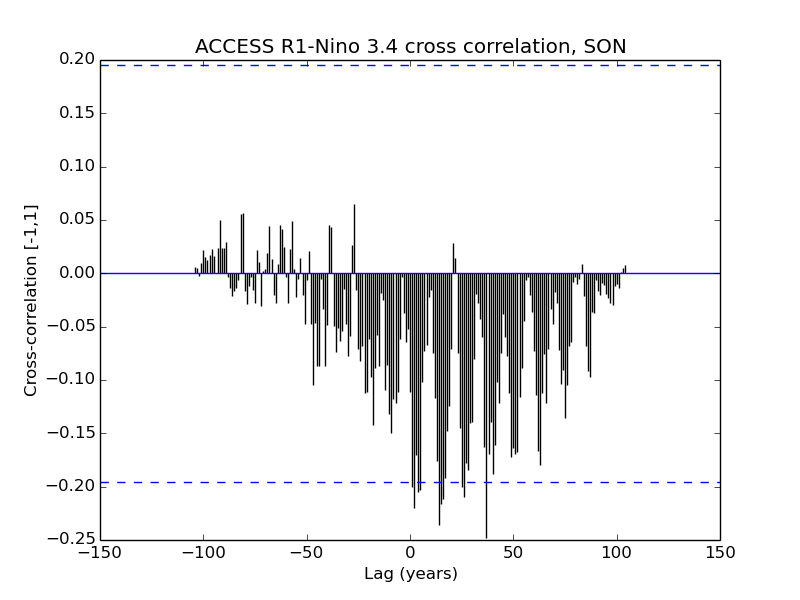 ACCESS R1-Nino 3.4 cross correlation, SON
0.20
0.15
0.10
0.05
0.00
−0.05
−0.10
−0.15
−0.20
−0.25
Cross-correlation [-1,1]
−150 −100 −50 0 50 100 150
Lag (years)